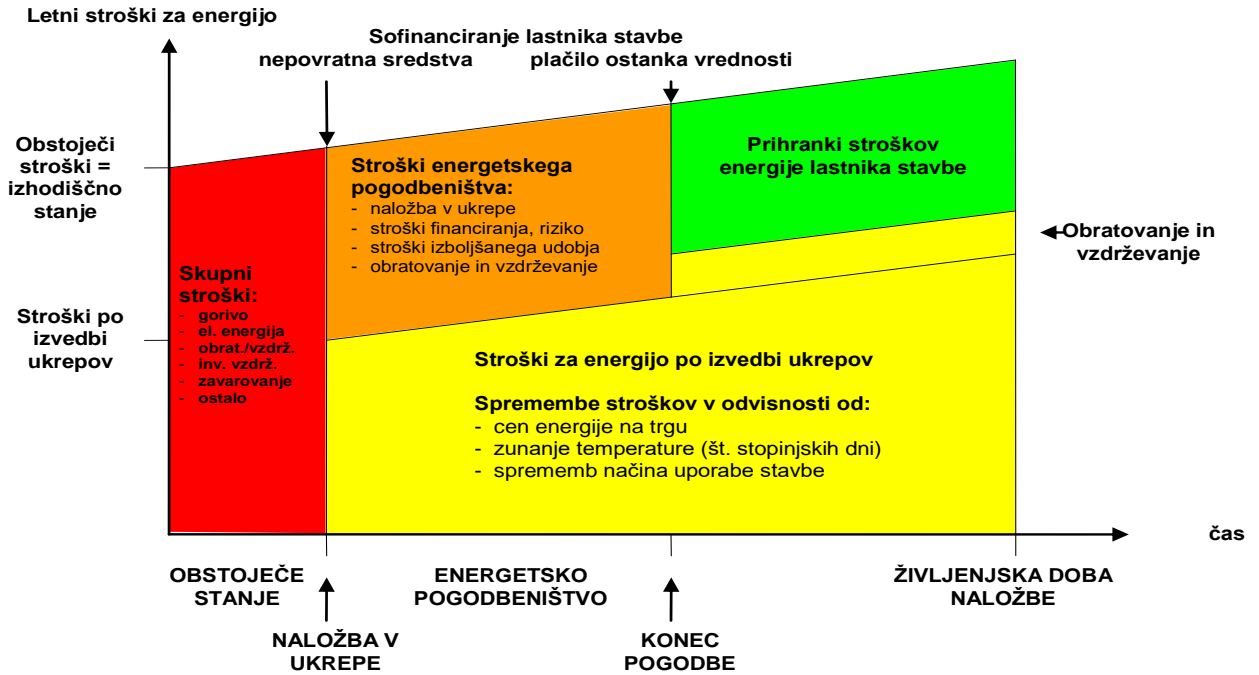 Letni stroški za energijo
Sofinanciranje lastnika stavbe
nepovratna sredstva
plačilo ostanka vrednosti
Obstoječi
stroški =
izhodiščno
stanje
Stroški po
izvedbi
ukrepov
Skupni
stroški:
- gorivo
- el. energija
- obrat./vzdrž.
- inv. vzdrž.
- zavarovanje
- ostalo
Stroški energetskega
pogodbeništva:
- naložba v ukrepe
- stroški financiranja, riziko
- stroški izboljšanega udobja
- obratovanje in vzdrževanje
Prihranki stroškov
energije lastnika stavbe
Obratovanje in
vzdrževanje
Stroški za energijo po izvedbi ukrepov
Spremembe stroškov v odvisnosti od:
- cen energije na trgu
- zunanje temperature (št. stopinjskih dni)
- sprememb načina uporabe stavbe
čas
OBSTOJEČE
STANJE
ENERGETSKO
POGODBENIŠTVO
ŽIVLJENJSKA DOBA
NALOŽBE
NALOŽBA V
UKREPE
KONEC
POGODBE